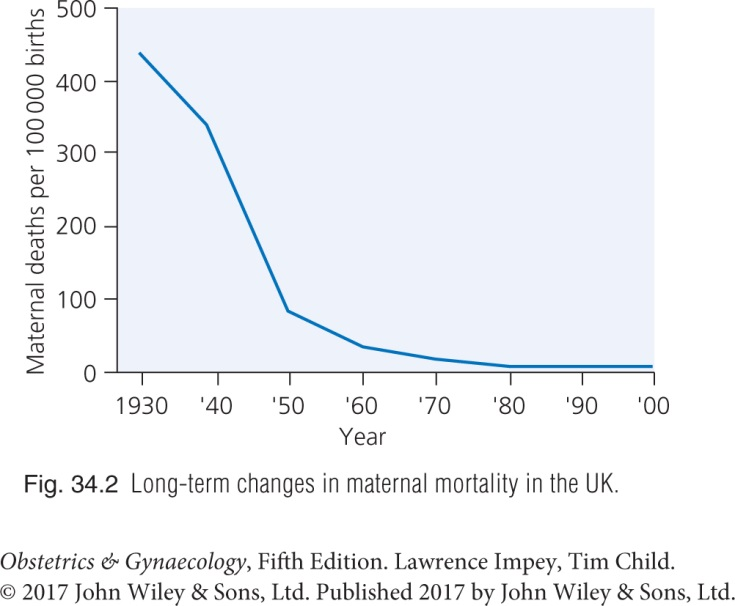 Maternal deaths per 100 000 births
500
400
300
200
100
0
1930 '40 '50 '60 '70 '80 '90 '00
Year
Fig. 34.2 Long-term changes in maternal mortality in the UK.
Obstetrics & Gynaecology, Fifth Edition. Lawrence Impey, Tim Child.
© 2017 John Wiley & Sons, Ltd. Published 2017 by John Wiley & Sons, Ltd.